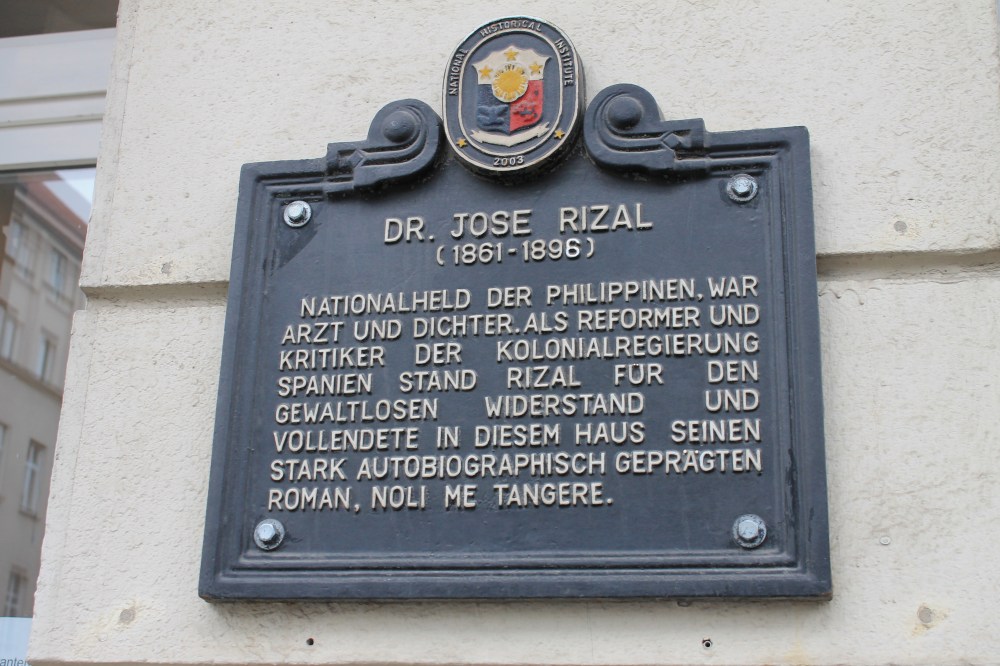 NATIONAL HISTORICAL INSTITUTE
2003
DR. JOSE RIZAL
(1861-1896)
NATIONALHELD DER PHILIPPINEN, WAR
ARZT UND DICHTER. ALS REFORMER UND
KRITIKER DER KOLONIALREGIERUNG
SPANIEN STAND RIZAL FÜR DEN
GEWALTLOSEN WIDERSTAND UND
VOLLENDETE IN DIESEM HAUS SEINEN
STARK AUTOBIOGRAPHISCH GEPRÄGTEN
ROMAN, NOLI ME TANGERE.